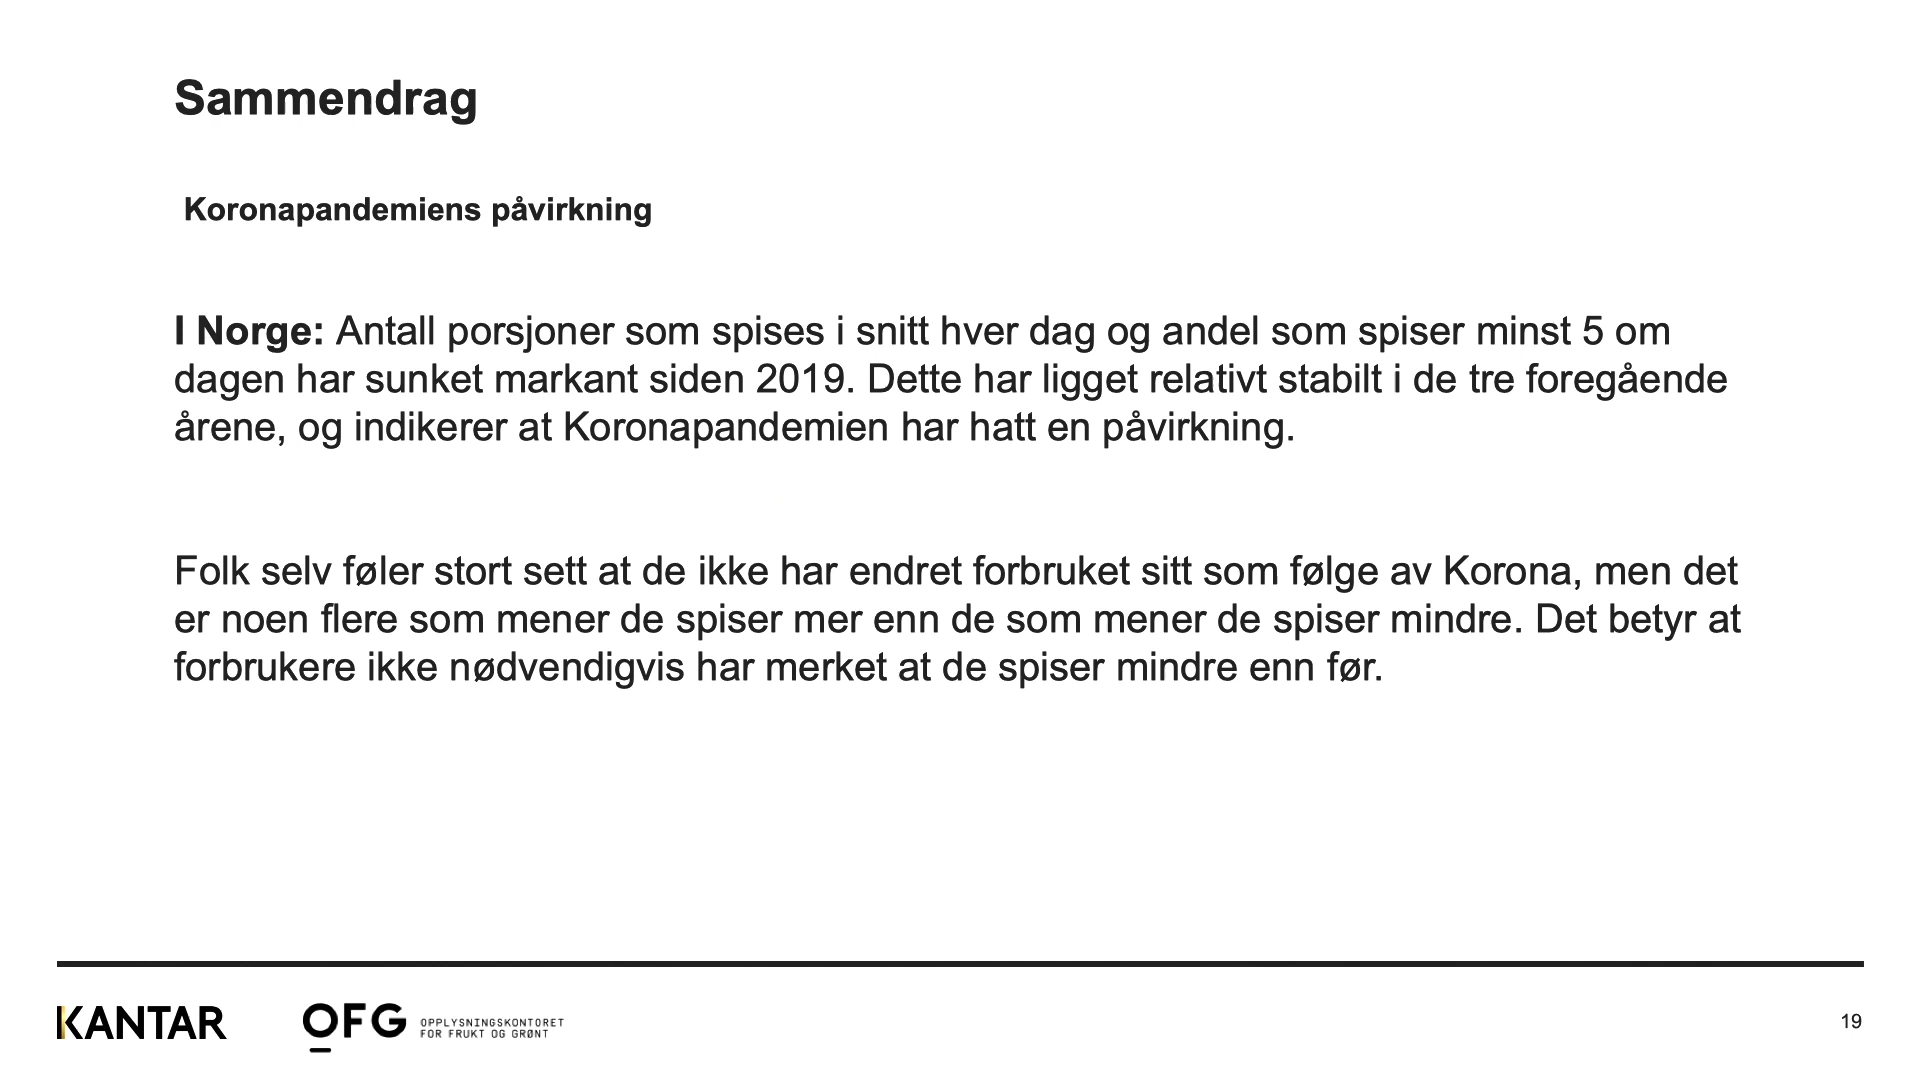 Sammendrag
Koronapandemiens påvirkning
I Norge: Antall porsjoner som spises i snitt hver dag og andel som spiser minst 5 om
dagen har sunket markant siden 2019. Dette har ligget relativt stabilt i de tre foregående
årene, og indikerer at Koronapandemien har hatt en påvirkning.
Folk selv føler stort sett at de ikke har endret forbruket sitt som følge av Korona, men det
er noen flere som mener de spiser mer enn de som mener de spiser mindre. Det betyr at
forbrukere ikke nødvendigvis har merket at de spiser mindre enn før.
KANTAR
OFG
OPPLYSNINGSKONTORET
FOR FRUKT OG GRØNT
19